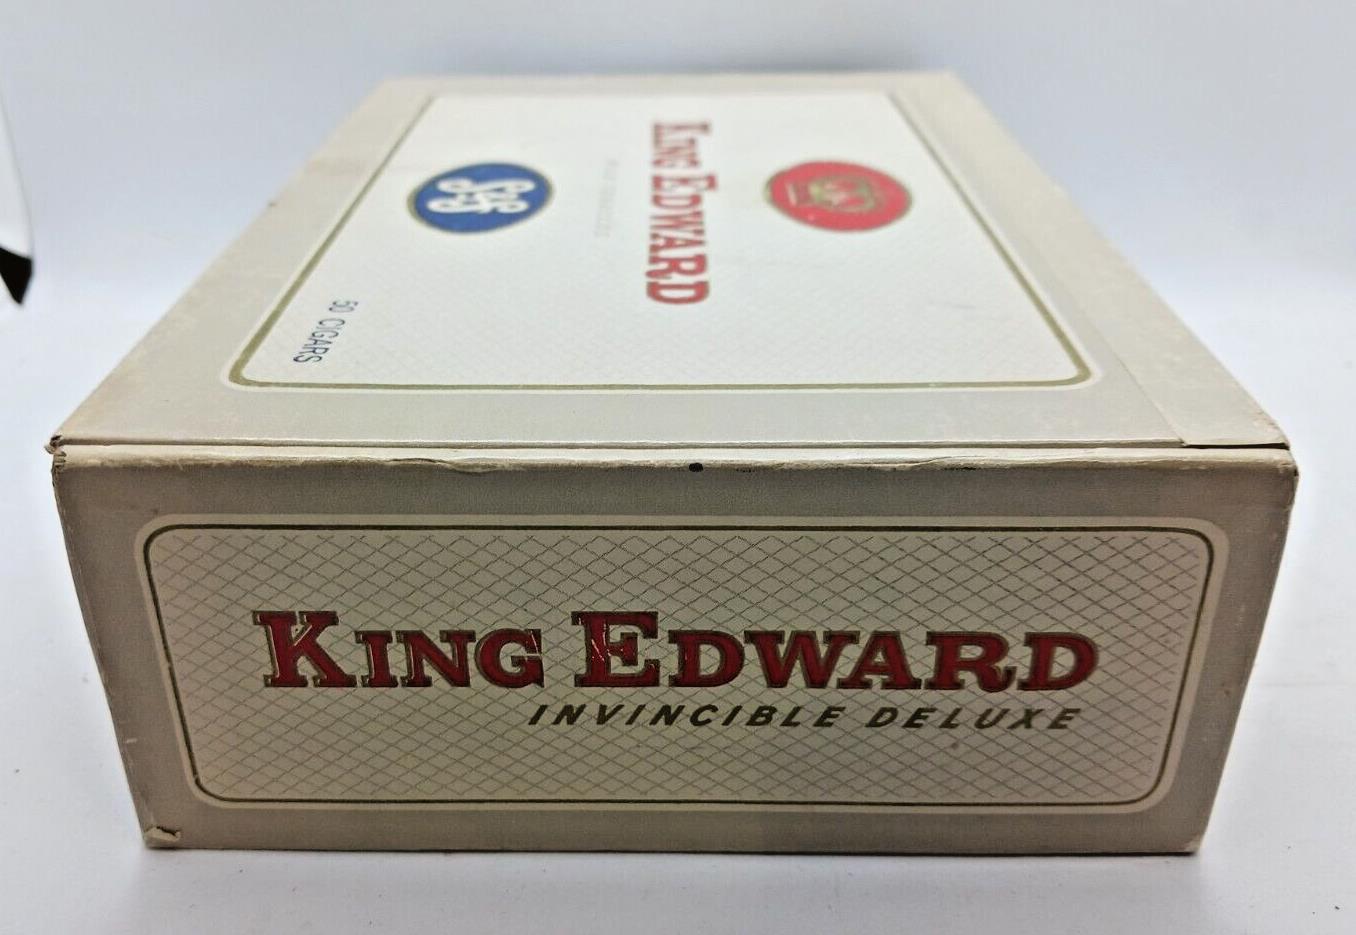 KING EDWARD
50 CIGARS
KING EDWARD
INVINCIBLE DELUXE